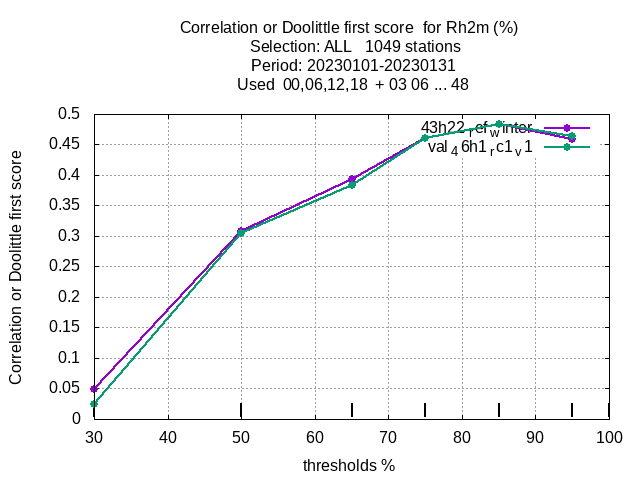 Correlation or Doolittle first score  for Rh2m (%)
Selection: ALL   1049 stations
Period: 20230101-20230131
Used  00,06,12,18  + 03 06 ... 48
Correlation or Doolittle first score
0.5
0.45
0.4
0.35
0.3
0.25
0.2
0.15
0.1
0.05
0
43h22_ref_winter
val_46h1_rc1_v1
30 40 50 60 70 80 90 100
thresholds %